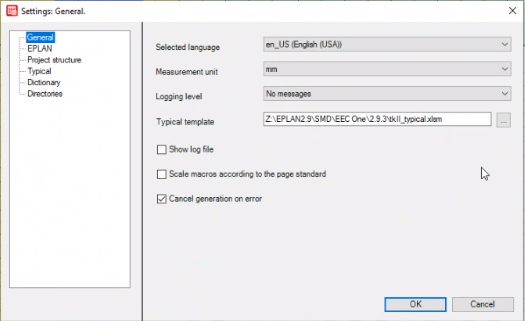 Settings: General.
General
EPLAN
Project structure
Typical
Dictionary
Directories
Selected language
en_US (English (USA))
Measurement unit
mm
Logging level
No messages
Typical template
Z:\EPLAN2.9\SMD\EEC One\2.9.3\tkII_typical.xlsm
...
Show log file
Scale macros according to the page standard
Cancel generation on error
OK
Cancel